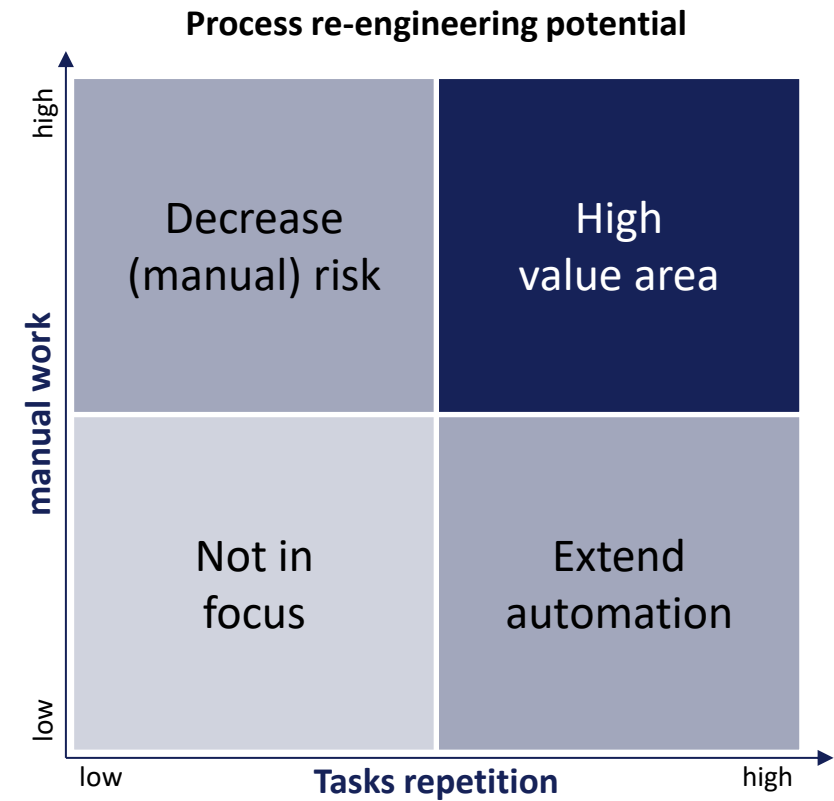 Process re-engineering potential
high
Decrease
(manual) risk
High
value area
manual work
Not in
focus
Extend
automation
low
low
Tasks repetition
high